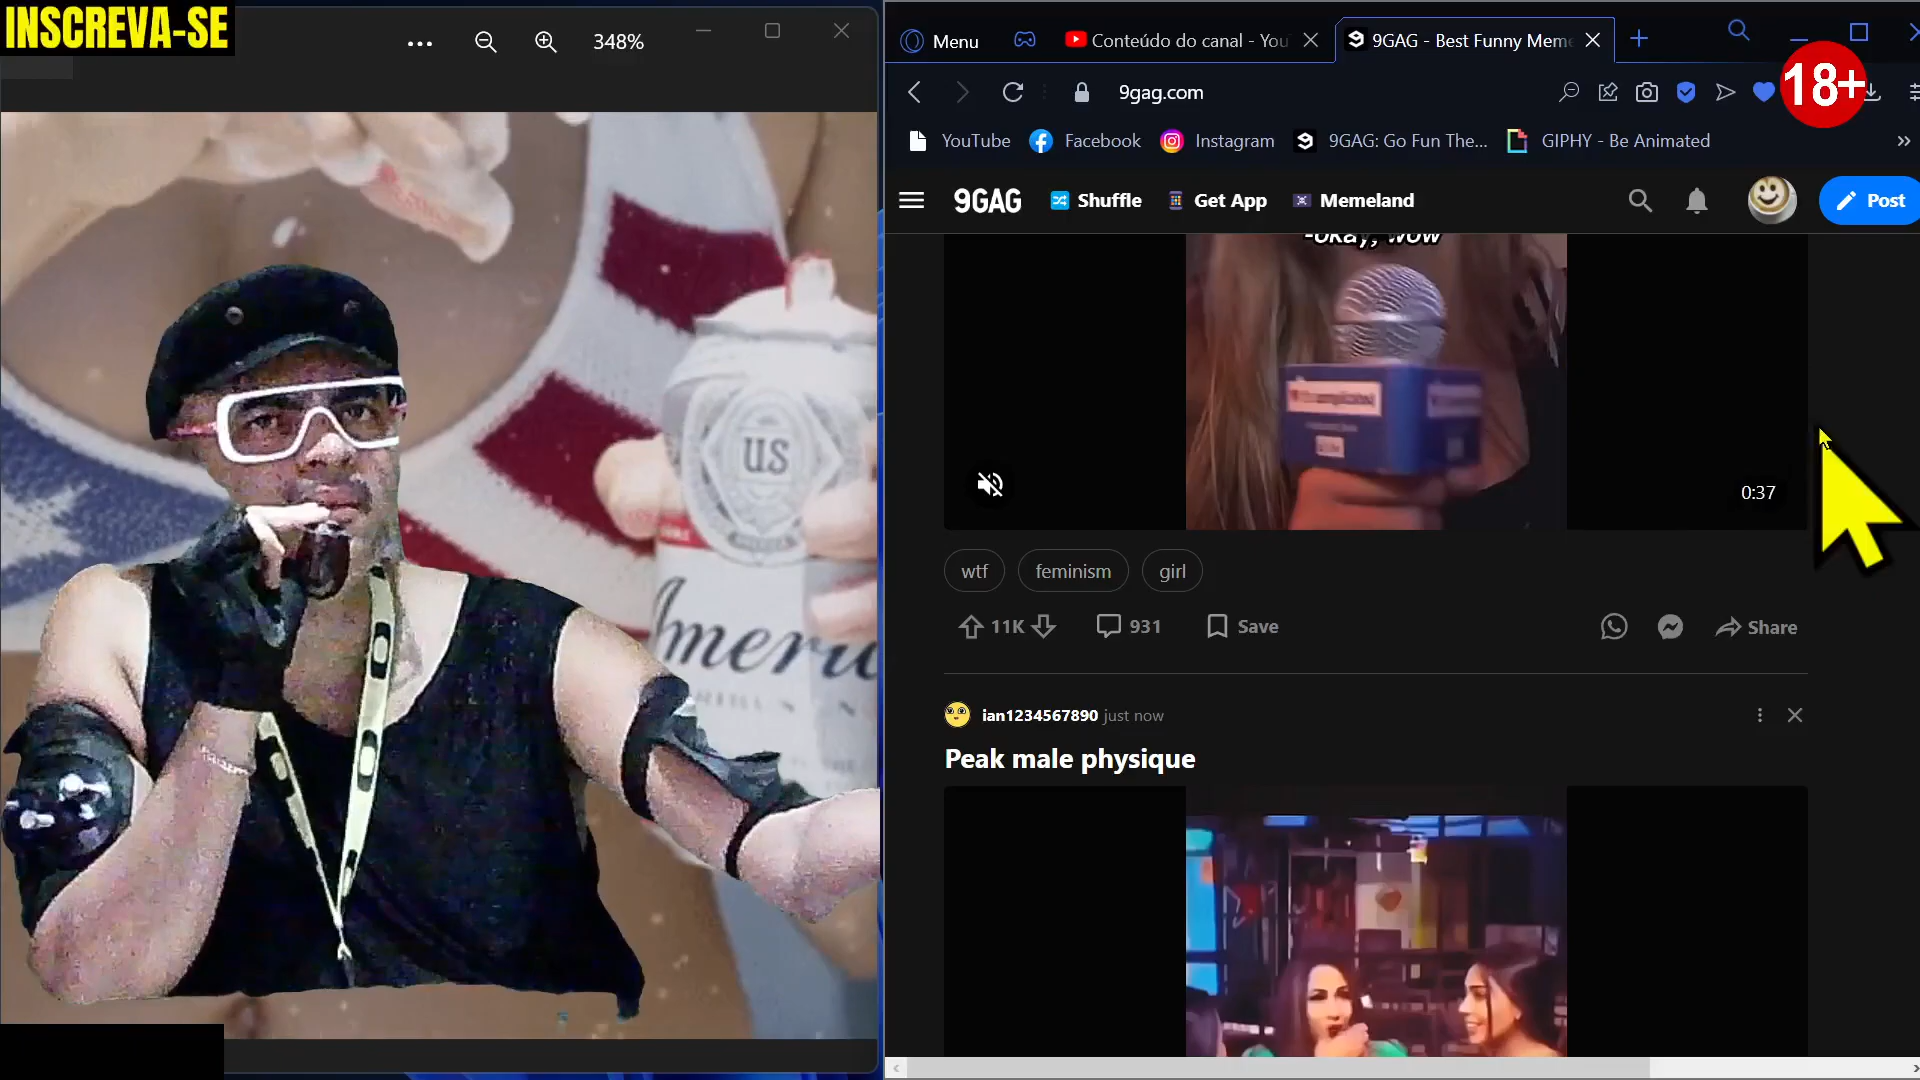 INSCREVA-SE
348%
Menu
Conteúdo do canal - You
9GAG - Best Funny Meme
9gag.com
18+
YouTube
Facebook
Instagram
9GAG: Go Fun The...
GIPHY - Be Animated
9GAG
Shuffle
Get App
Memeland
Post
-okay, wow
0:37
wtf
feminism
girl
11K
931
Save
Share
ian1234567890 just now
Peak male physique
US